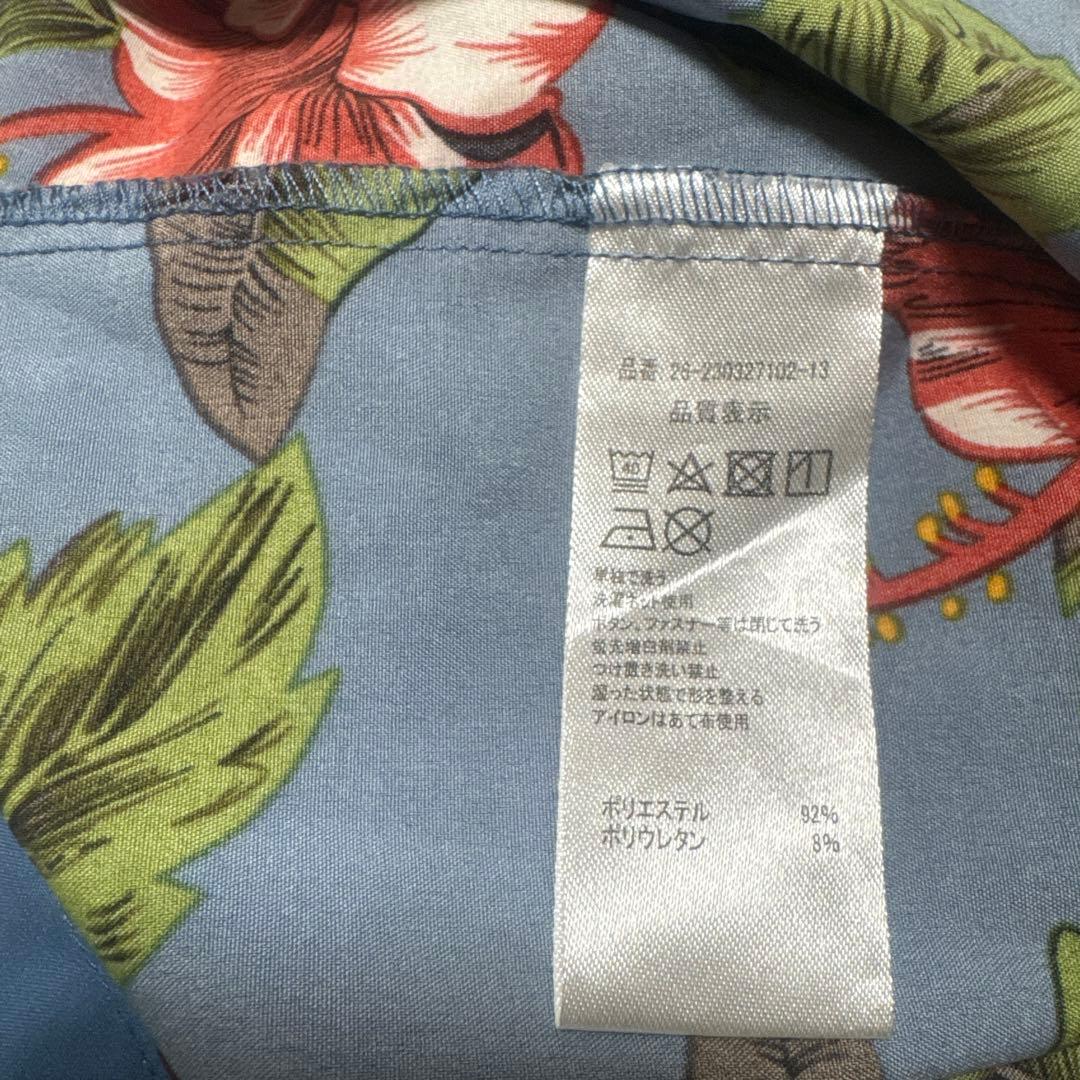 品番 26-230327102-13
品質表示
40
単独で洗う
洗濯ネット使用
ボタン、ファスナー等は閉じて洗う
蛍光増白剤禁止
つけ置き洗い禁止
湿った状態で形を整える
アイロンはあて布使用
ポリエステル 92%
ポリウレタン 8%